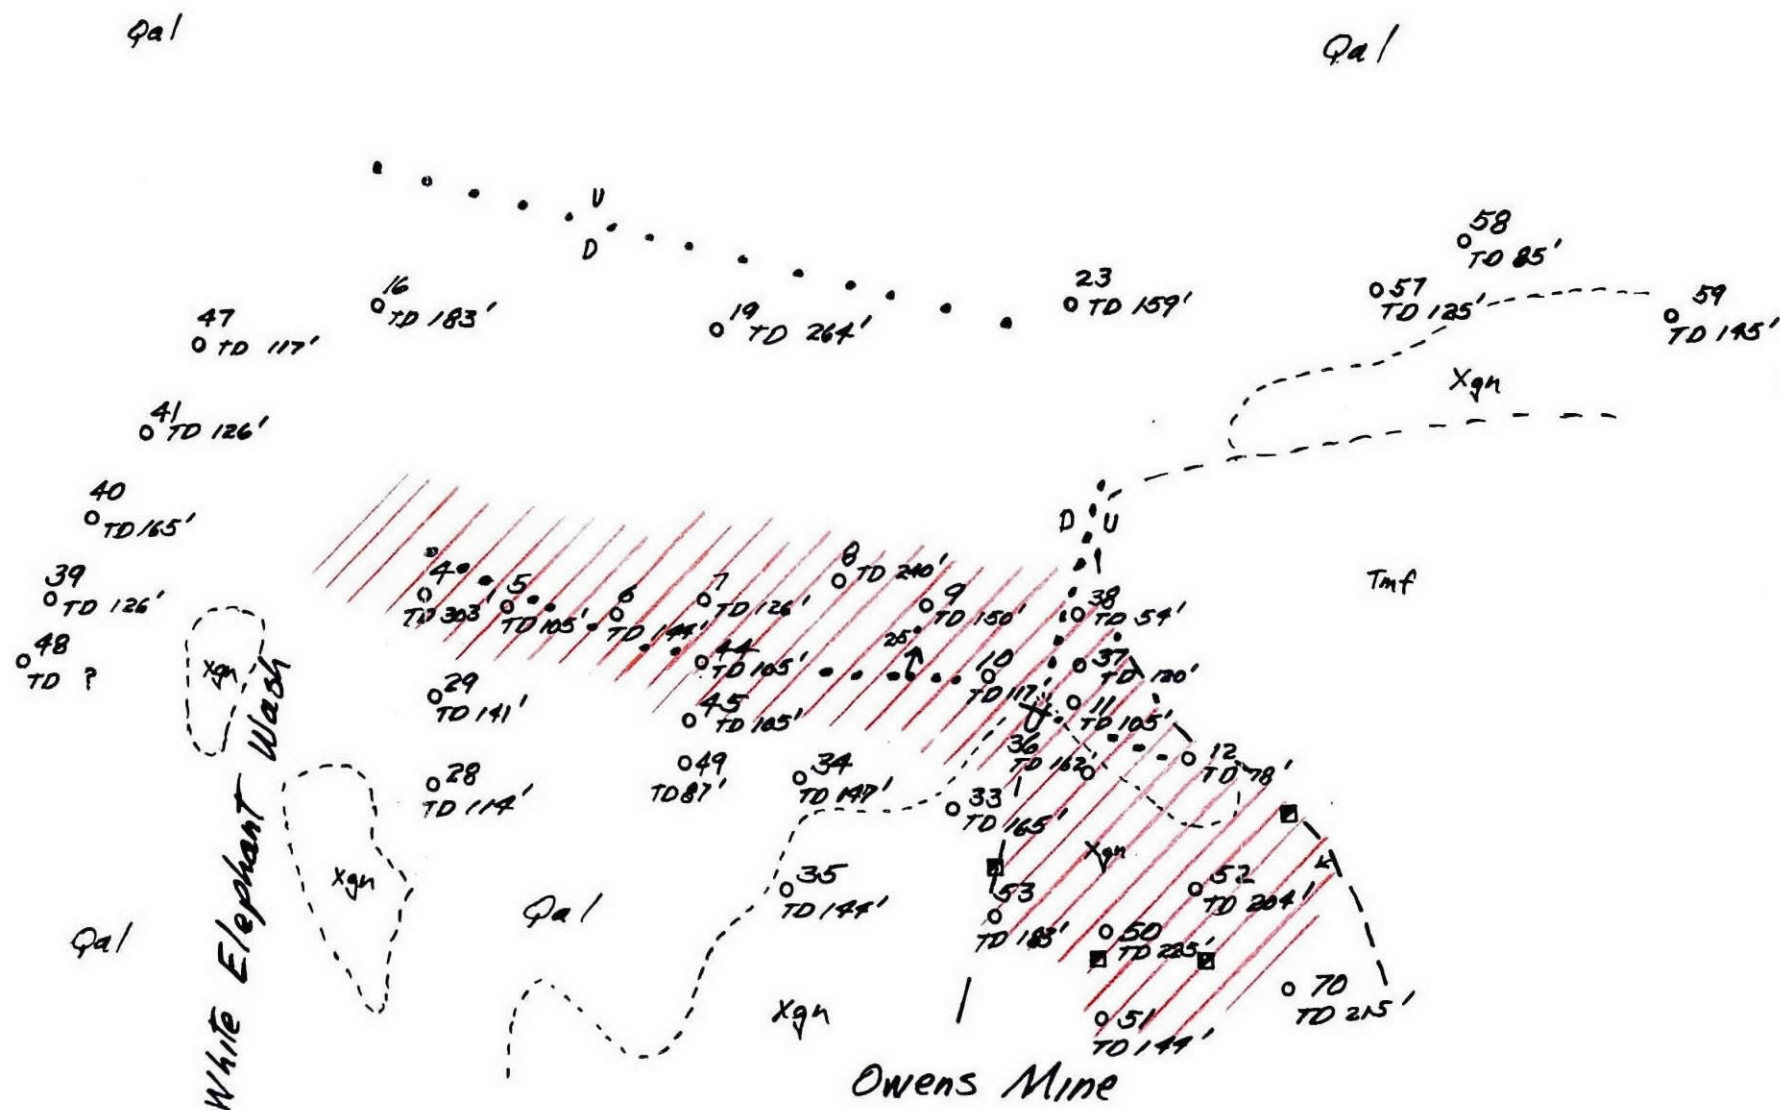 Qal
Qal
U
D
58
TD 85'
16
TD 183'
23
TD 159'
57
TD 125'
59
TD 145'
47
TD 117'
19
TD 264'
Xgn
41
TD 126'
40
TD 165'
D U
Tmf
39
TD 126'
4
TD 303'
5
TD 105'
6
TD 144'
7
TD 126'
8
TD 240'
9
TD 150'
38
TD 54'
48
TD ?
Xgn
44
TD 105'
25°
10
TD 117'
37
TD 120'
29
TD 141'
45
TD 105'
11
TD 105'
36
TD 162'
12
TD 78'
28
TD 114'
49
TD 87'
34
TD 147'
33
TD 165'
Xgn
Xgn
35
TD 144'
53
TD 183'
52
TD 204'
Qal
Qal
50
TD 225'
70
TD 215'
Xgn
51
TD 144'
White Elephant Wash
Owens Mine